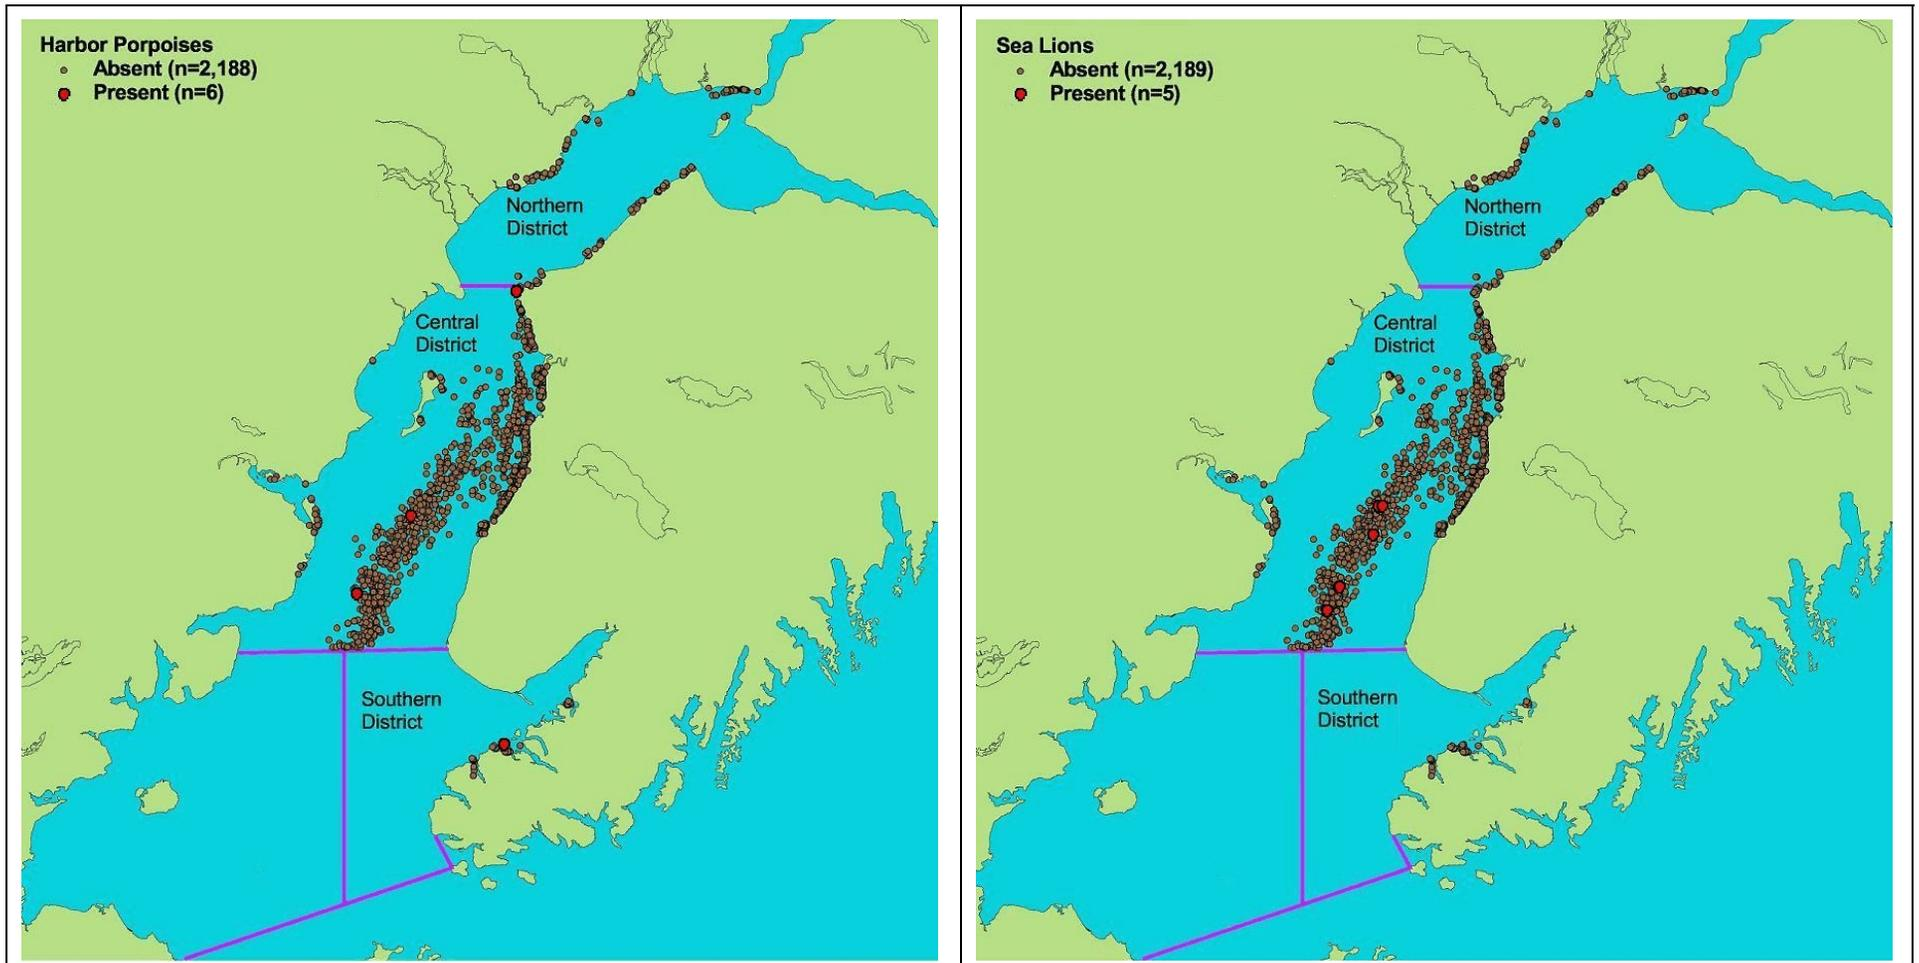 Harbor Porpoises
Absent (n=2,188)
Present (n=6)
Northern
District
Central
District
Southern
District
Sea Lions
Absent (n=2,189)
Present (n=5)
Northern
District
Central
District
Southern
District